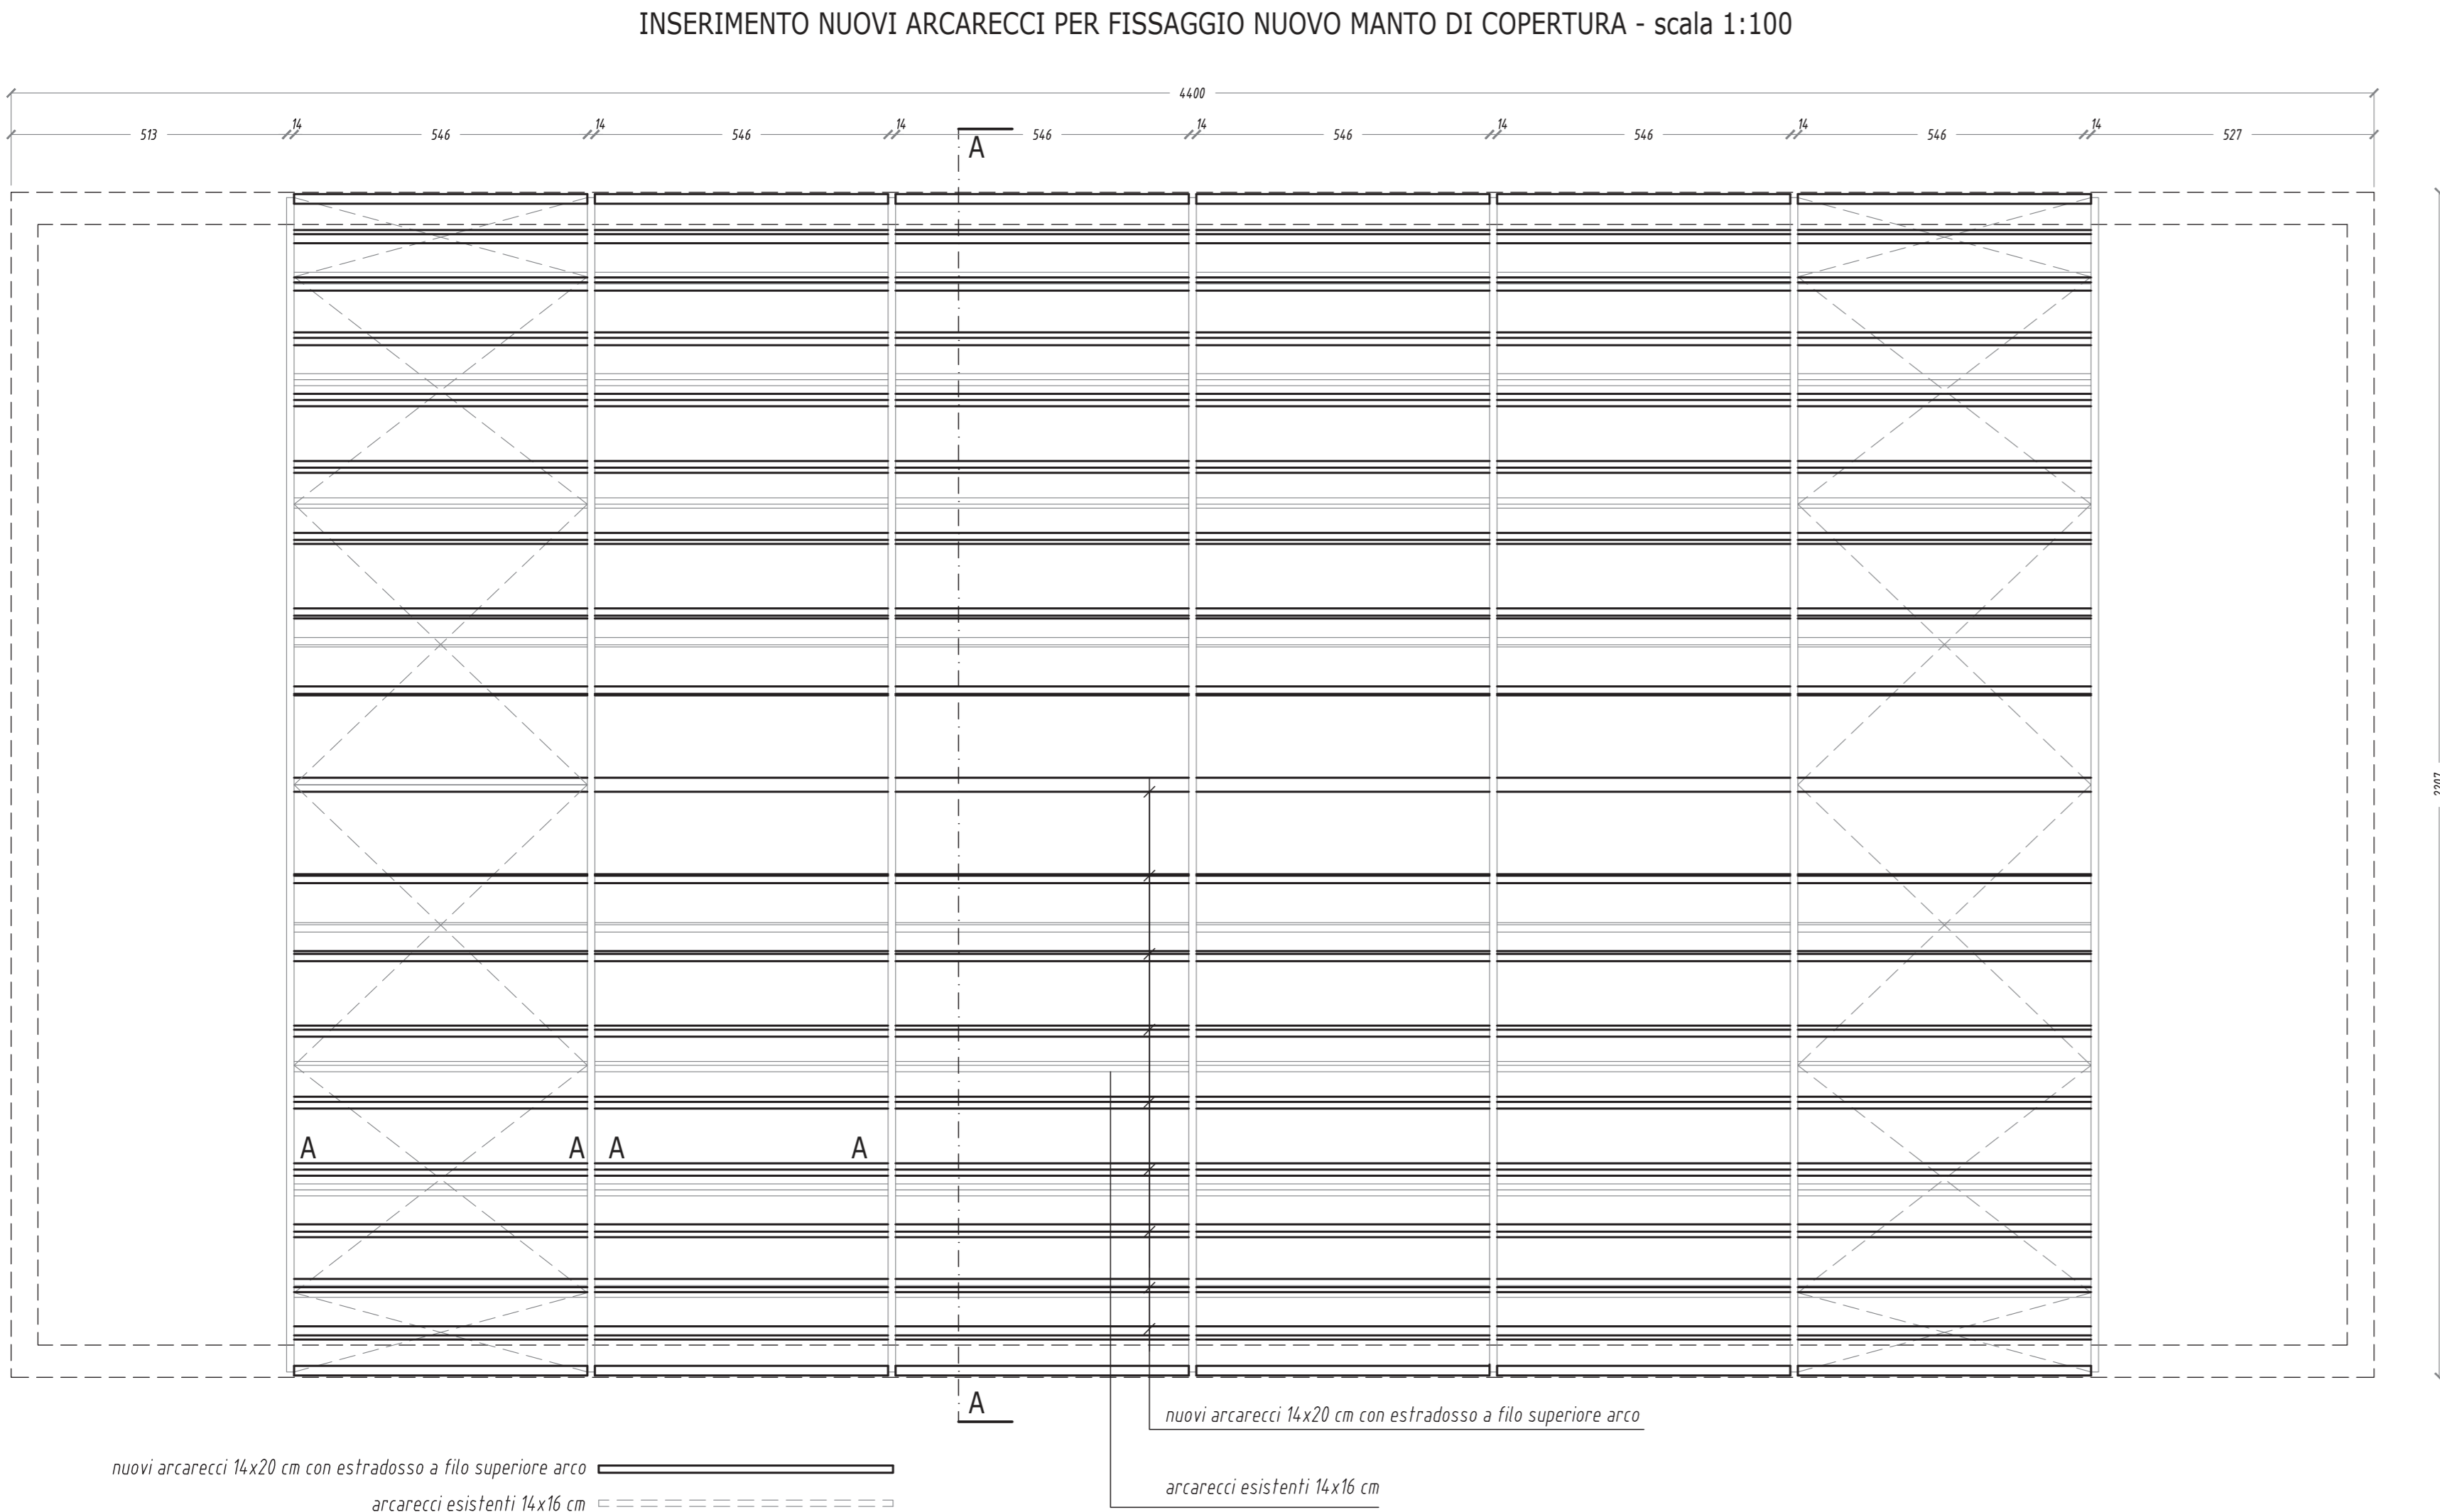 INSERIMENTO NUOVI ARCARECCI PER FISSAGGIO NUOVO MANTO DI COPERTURA - scala 1:100
4400
513 14 546 14 546 14 546 14 546 14 546 14 546 14 527
A
A A A A
A
nuovi arcarecci 14x20 cm con estradosso a filo superiore arco
nuovi arcarecci 14x20 cm con estradosso a filo superiore arco
arcarecci esistenti 14x16 cm
arcarecci esistenti 14x16 cm